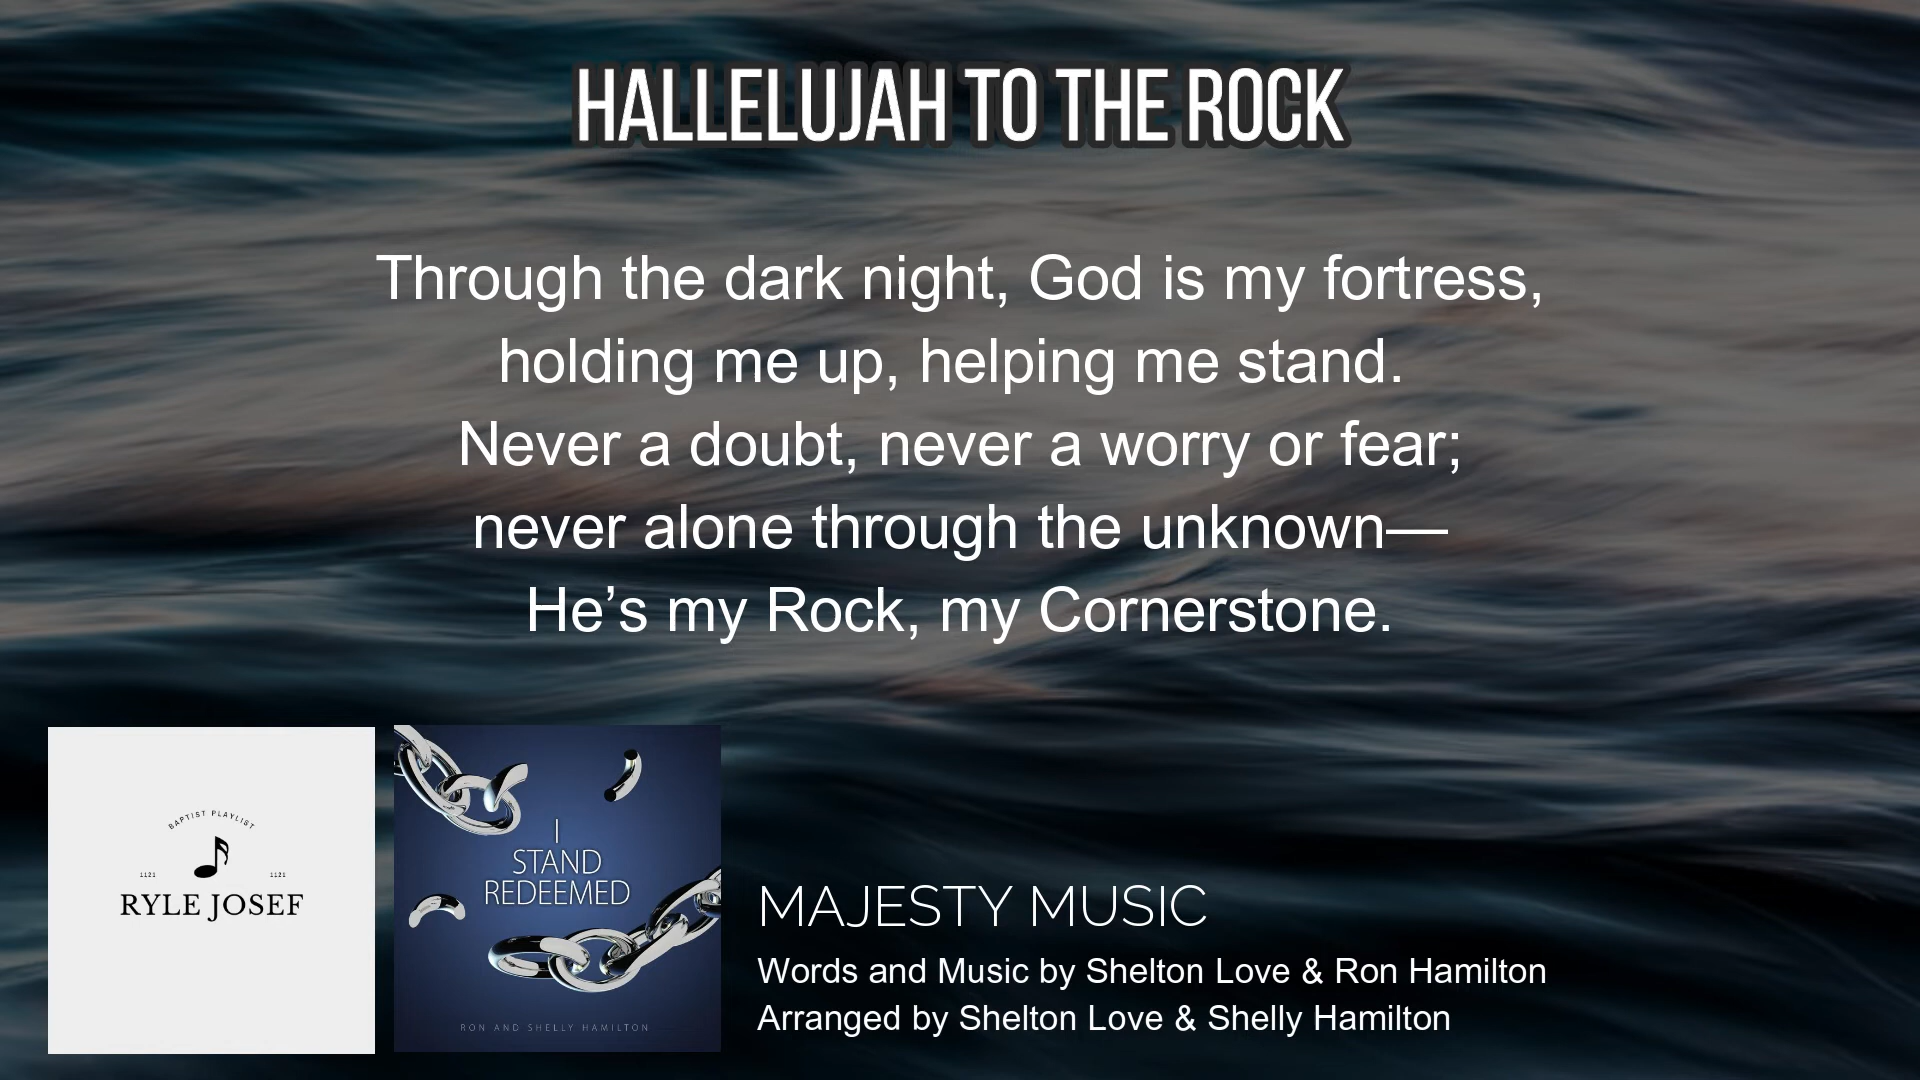 HALLELUJAH TO THE ROCK
Through the dark night, God is my fortress,
holding me up, helping me stand.
Never a doubt, never a worry or fear;
never alone through the unknown—
He’s my Rock, my Cornerstone.
BAPTIST PLAYLIST
1121 1121
RYLE JOSEF
I
STAND
REDEEMED
RON AND SHELLY HAMILTON
MAJESTY MUSIC
Words and Music by Shelton Love & Ron Hamilton
Arranged by Shelton Love & Shelly Hamilton